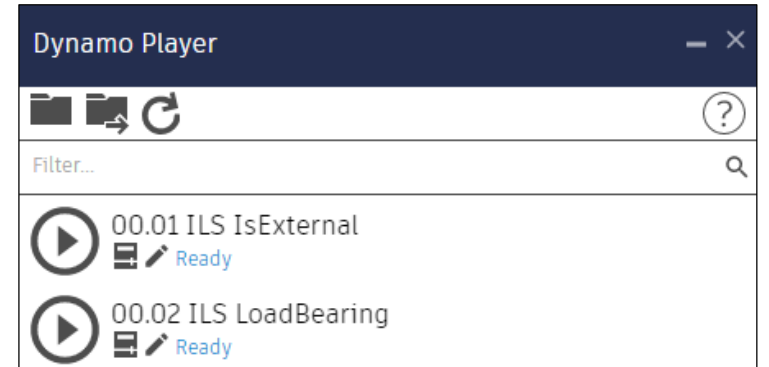 Dynamo Player
?
Filter...
00.01 ILS IsExternal
Ready
00.02 ILS LoadBearing
Ready